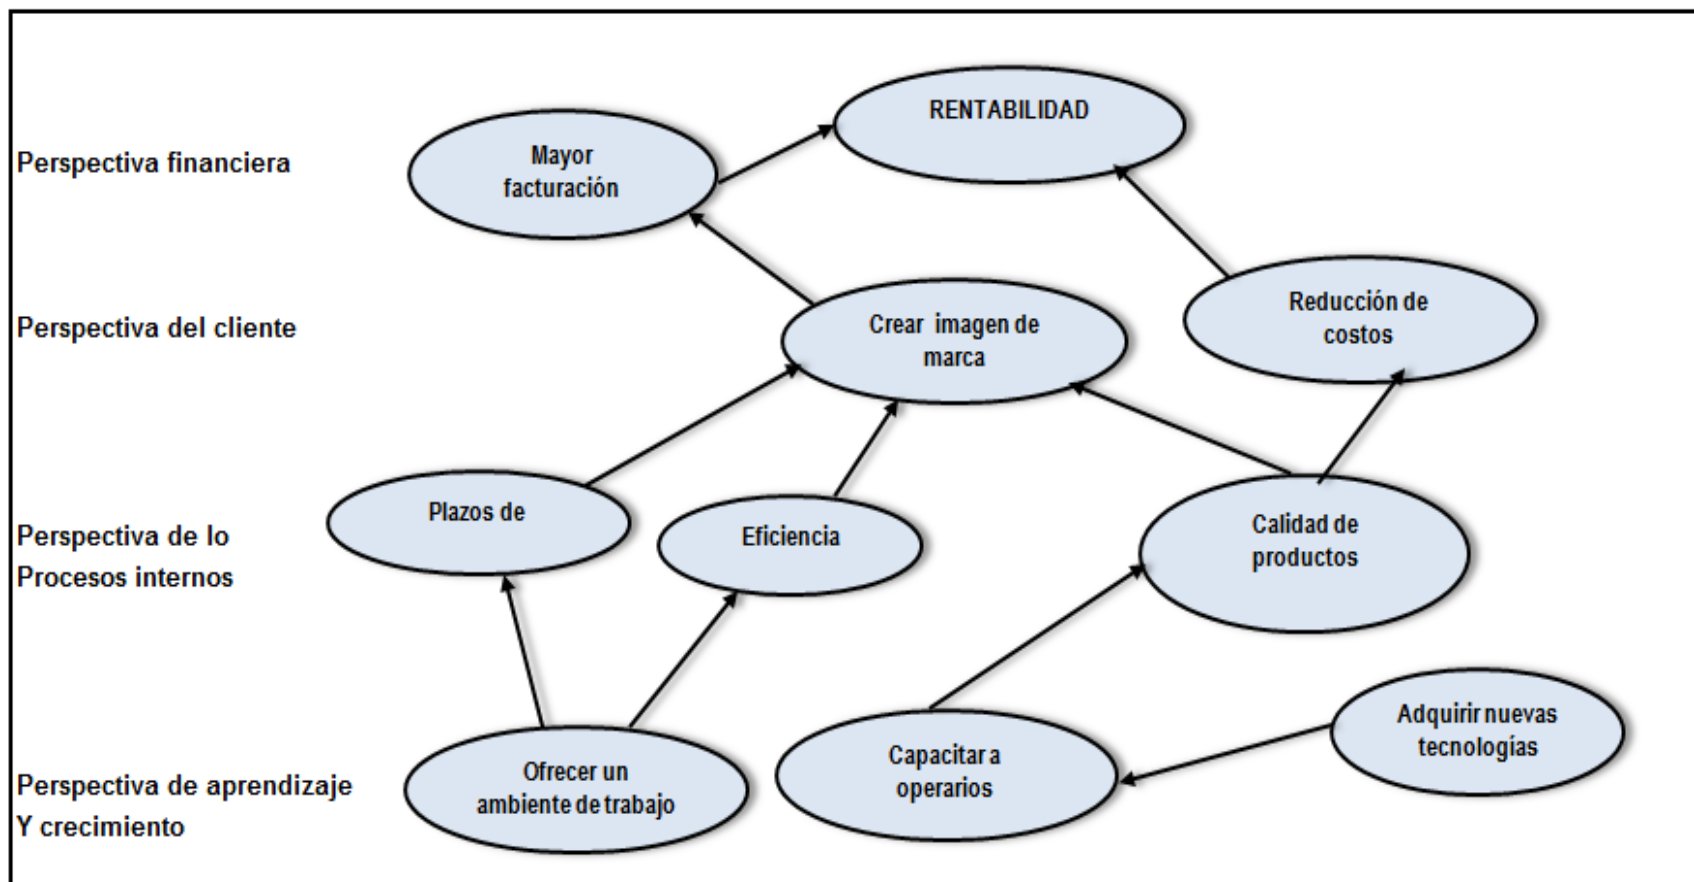 RENTABILIDAD
Mayor
facturación
Perspectiva financiera
Reducción de
costos
Perspectiva del cliente
Crear imagen de
marca
Plazos de
Eficiencia
Calidad de
productos
Perspectiva de lo
Procesos internos
Adquirir nuevas
tecnologías
Capacitar a
operarios
Ofrecer un
ambiente de trabajo
Perspectiva de aprendizaje
Y crecimiento